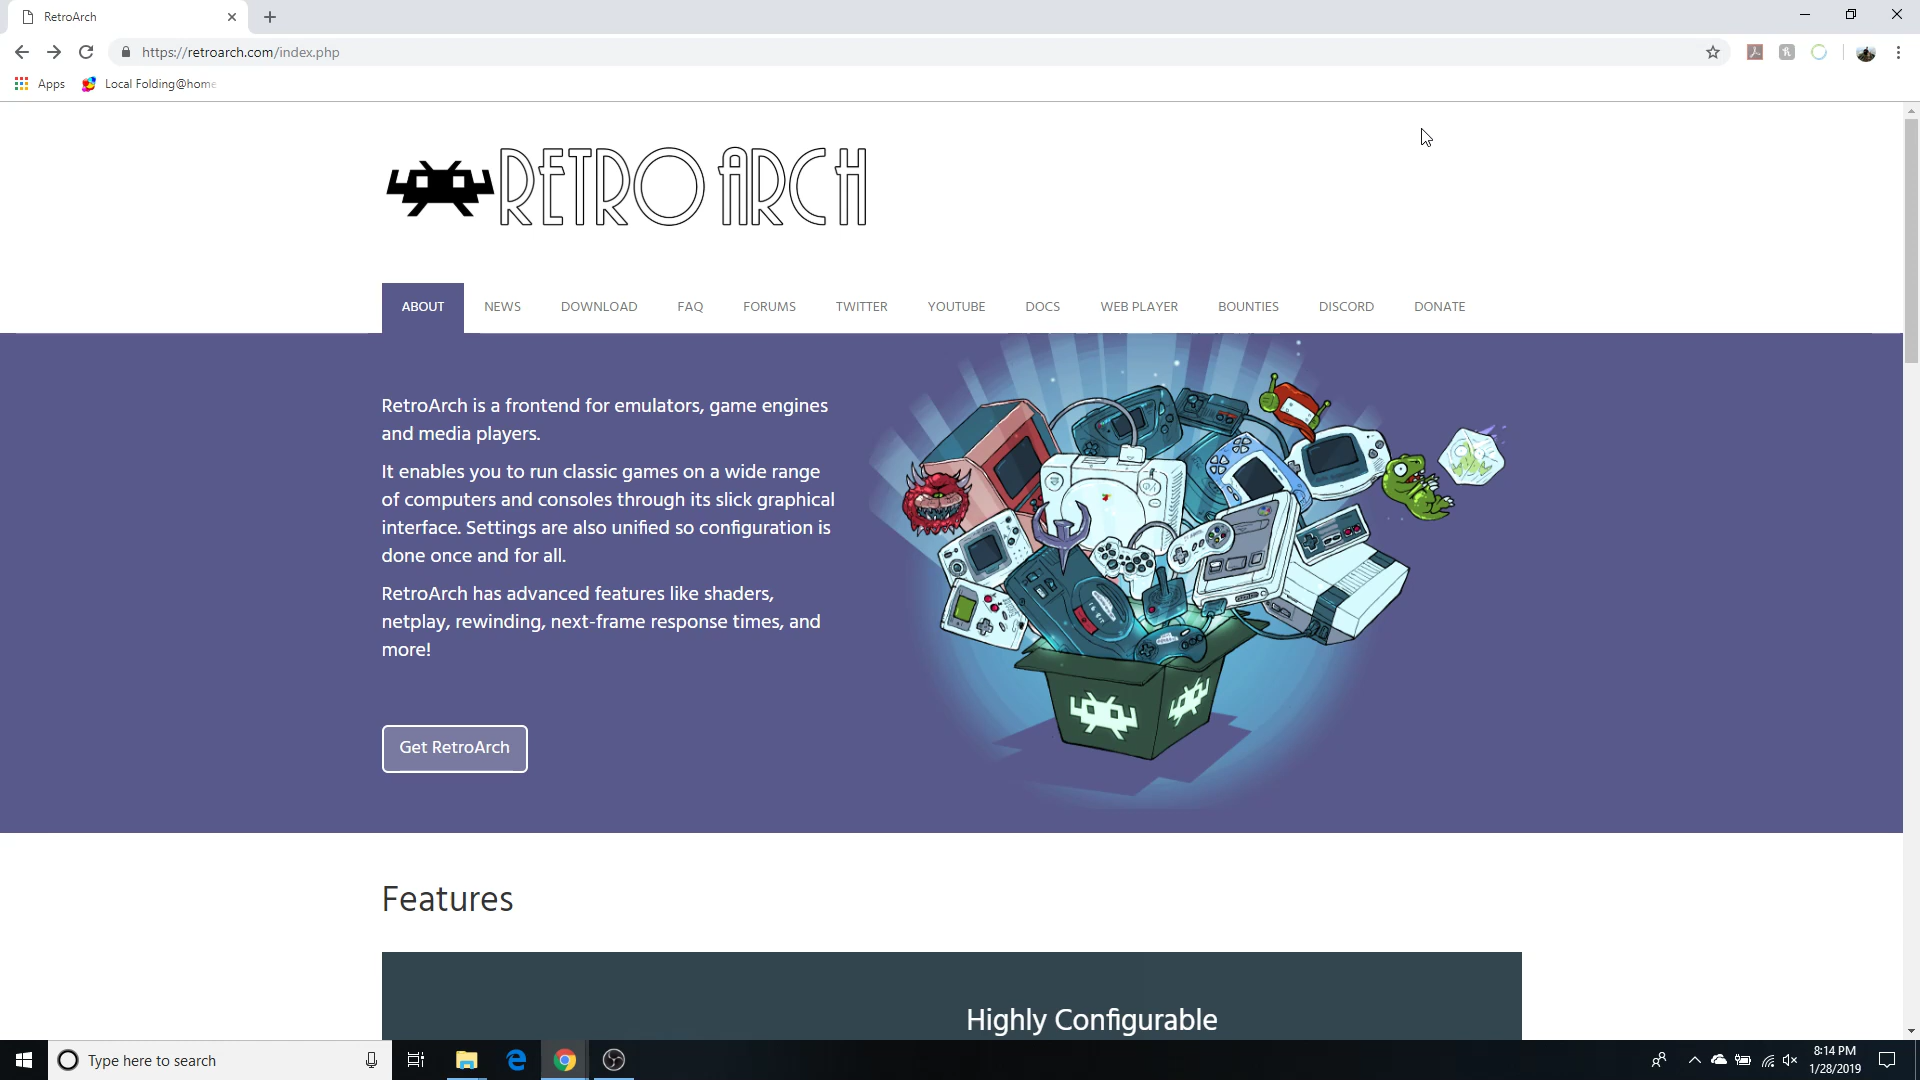 RetroArch
https://retroarch.com/index.php
Apps Local Folding@home
RETROARCH
ABOUT NEWS DOWNLOAD FAQ FORUMS TWITTER YOUTUBE DOCS WEB PLAYER BOUNTIES DISCORD DONATE
RetroArch is a frontend for emulators, game engines
and media players.
It enables you to run classic games on a wide range
of computers and consoles through its slick graphical
interface. Settings are also unified so configuration is
done once and for all.
RetroArch has advanced features like shaders,
netplay, rewinding, next-frame response times, and
more!
Get RetroArch
Features
Highly Configurable
Type here to search
8:14 PM
1/28/2019